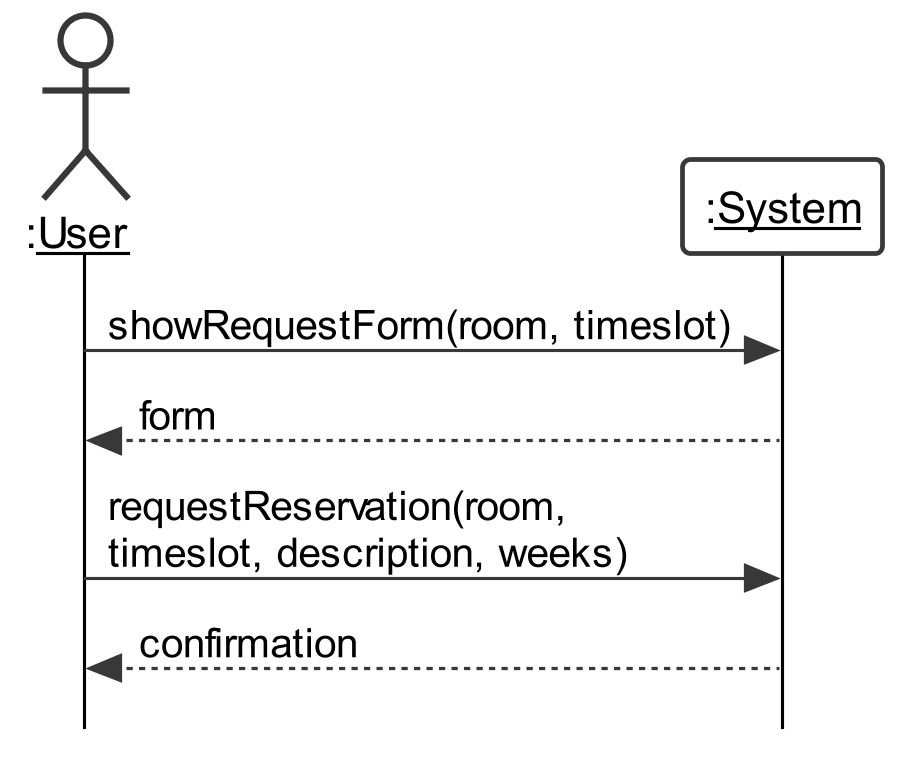 :User
:System
showRequestForm(room, timeslot)
form
requestReservation(room,
timeslot, description, weeks)
confirmation